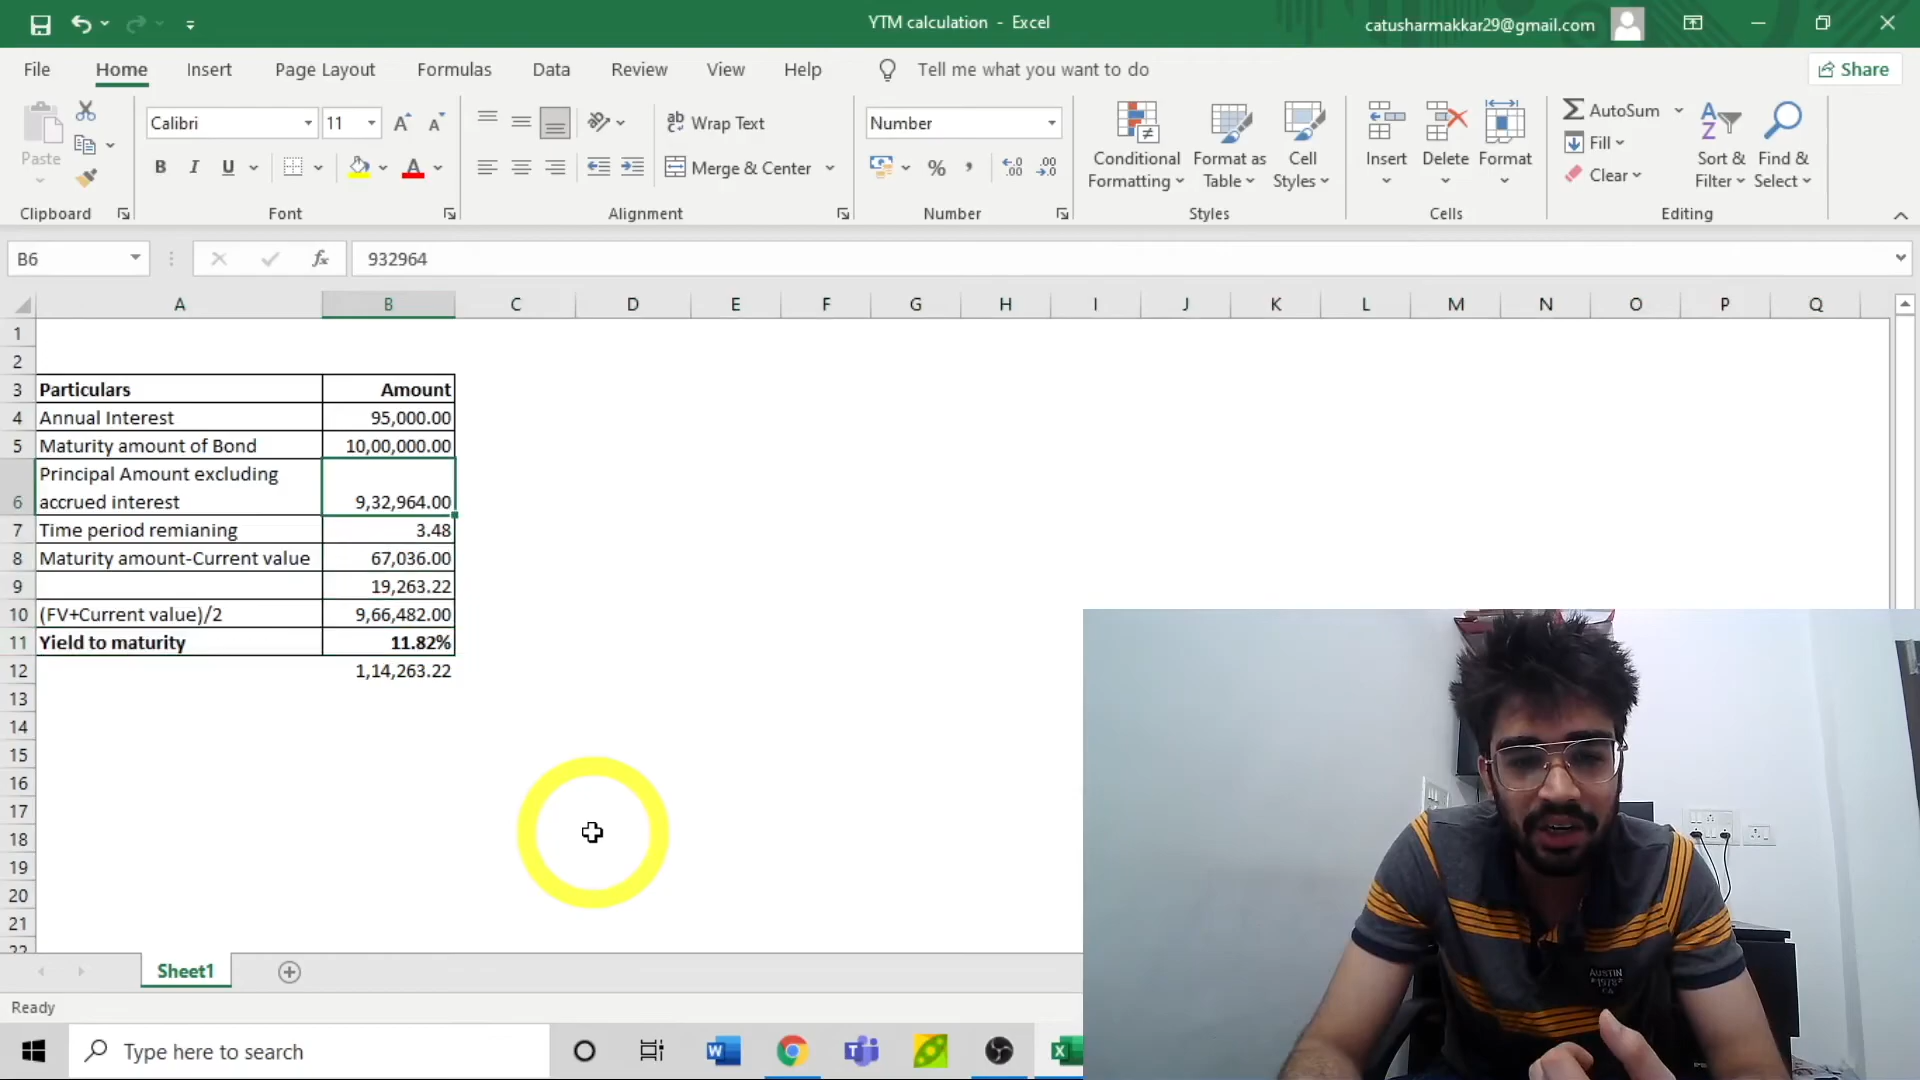 YTM calculation - Excel
catusharmakkar29@gmail.com
File Home Insert Page Layout Formulas Data Review View Help Tell me what you want to do Share
Paste
Clipboard
Calibri 11
B I U A
Font
ab Wrap Text
Merge & Center
Alignment
Number
%
Number
Conditional Formatting
Format as Table
Cell Styles
Styles
Insert
Delete
Format
Cells
AutoSum
Fill
Clear
Sort & Filter
Find & Select
Editing
B6 fx 932964
A B C D E F G H I J K L M N O P Q
1
2
3 Particulars Amount
4 Annual Interest 95,000.00
5 Maturity amount of Bond 10,00,000.00
Principal Amount excluding
6 accrued interest 9,32,964.00
7 Time period remianing 3.48
8 Maturity amount-Current value 67,036.00
9 19,263.22
10 (FV+Current value)/2 9,66,482.00
11 Yield to maturity 11.82%
12 1,14,263.22
13
14
15
16
17
18
19
20
21
22
Sheet1
Ready
Type here to search
AUSTIN